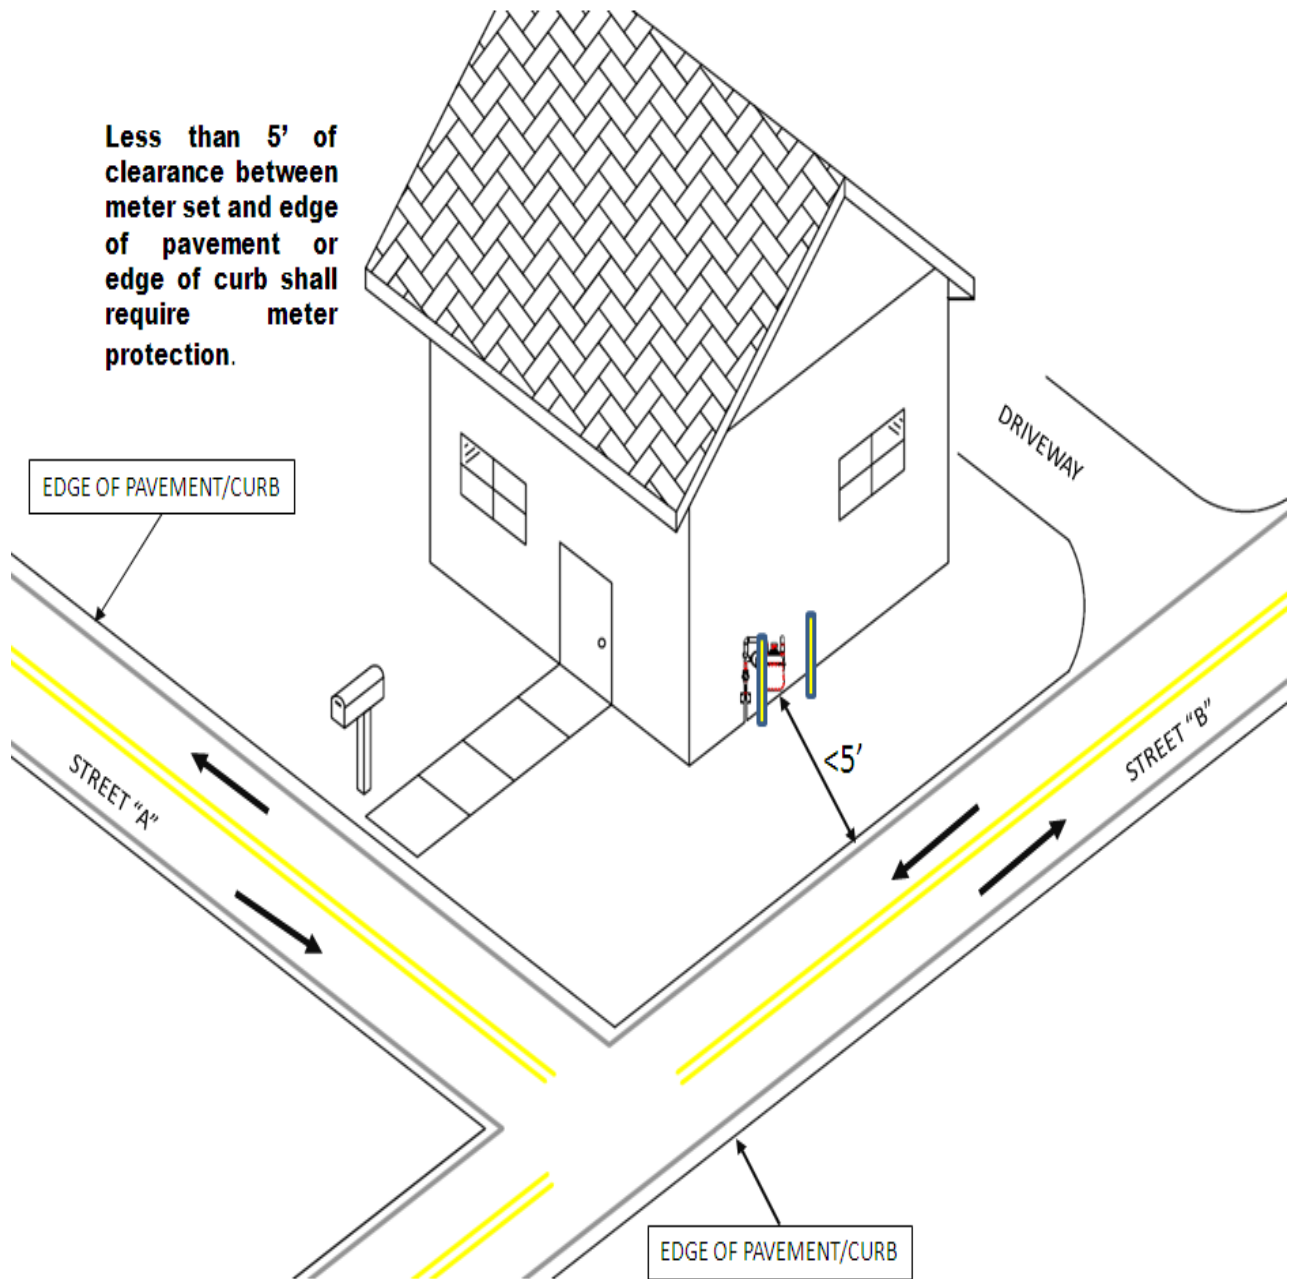 Less than 5’ of
clearance between
meter set and edge
of pavement or
edge of curb shall
require meter
protection.
DRIVEWAY
EDGE OF PAVEMENT/CURB
<5’
STREET “B”
STREET “A”
EDGE OF PAVEMENT/CURB